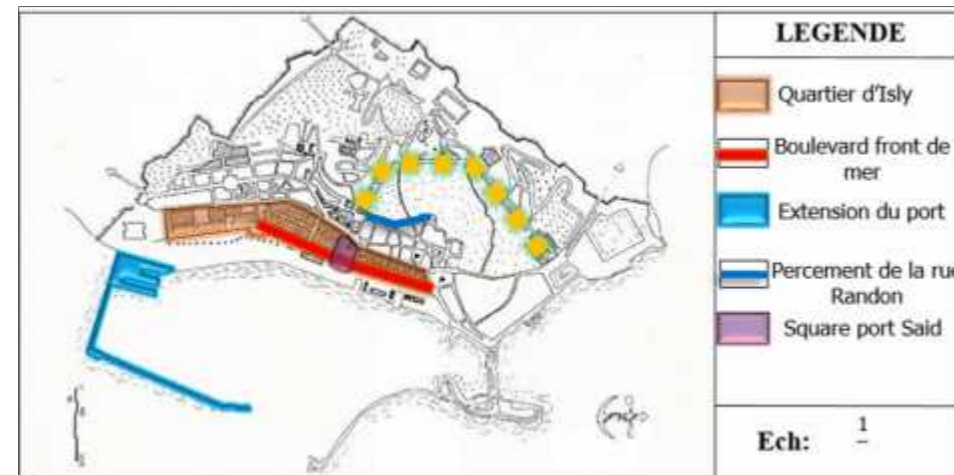 LEGENDE
Quartier d'Isly
Boulevard front de
mer
Extension du port
Percement de la rue
Randon
Square port Said
Ech: 1